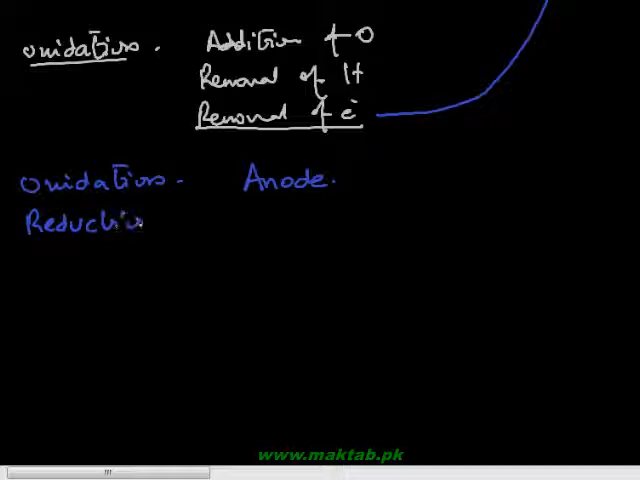 Oxidation. Addition of O
Removal of H
Removal of e⁻
Oxidation. Anode.
Reduction
www.maktab.pk